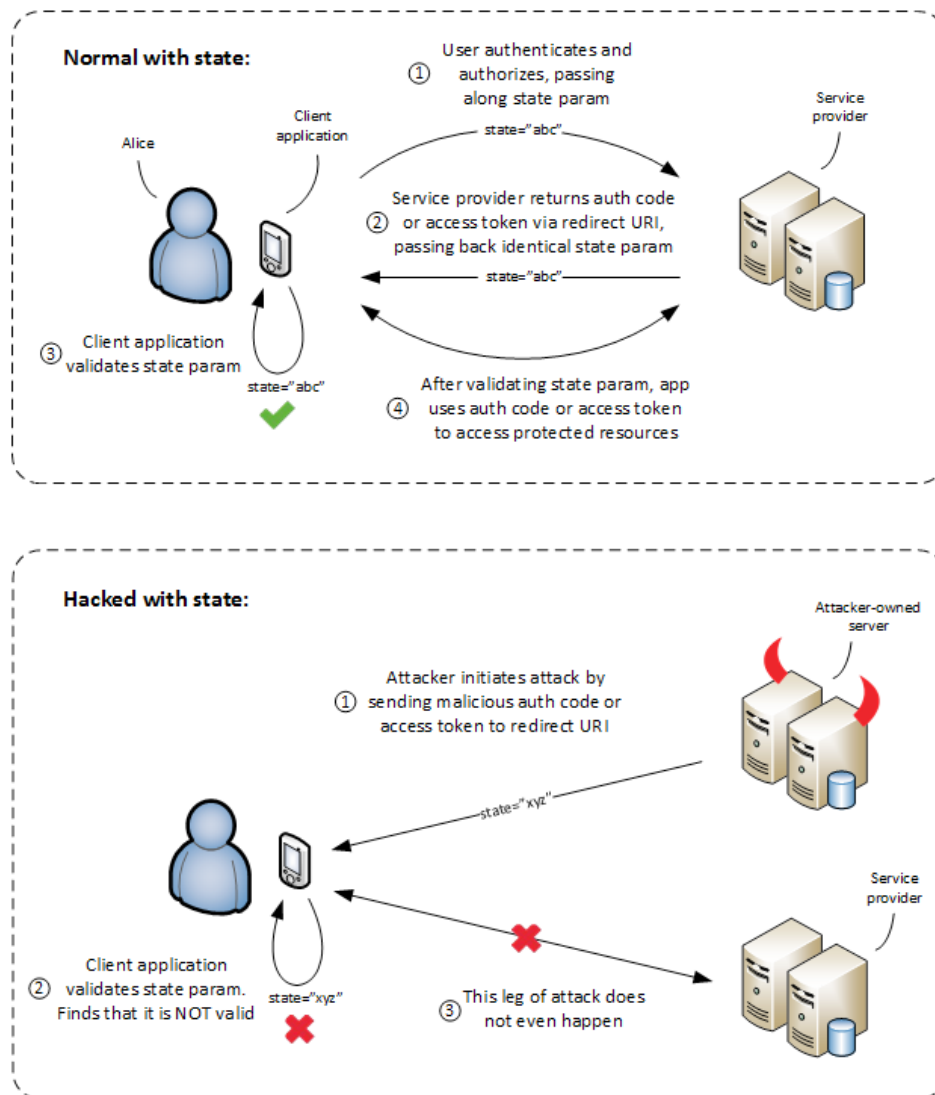 Normal with state:
① User authenticates and
authorizes, passing
along state param
Service
provider
Client
application
Alice
state="abc"
Service provider returns auth code
② or access token via redirect URI,
passing back identical state param
state="abc"
③ Client application
validates state param
state="abc"
After validating state param, app
④ uses auth code or access token
to access protected resources
Hacked with state:
Attacker-owned
server
Attacker initiates attack by
① sending malicious auth code or
access token to redirect URI
state="xyz"
Service
provider
Client application
② validates state param.
Finds that it is NOT valid
state="xyz"
③ This leg of attack does
not even happen